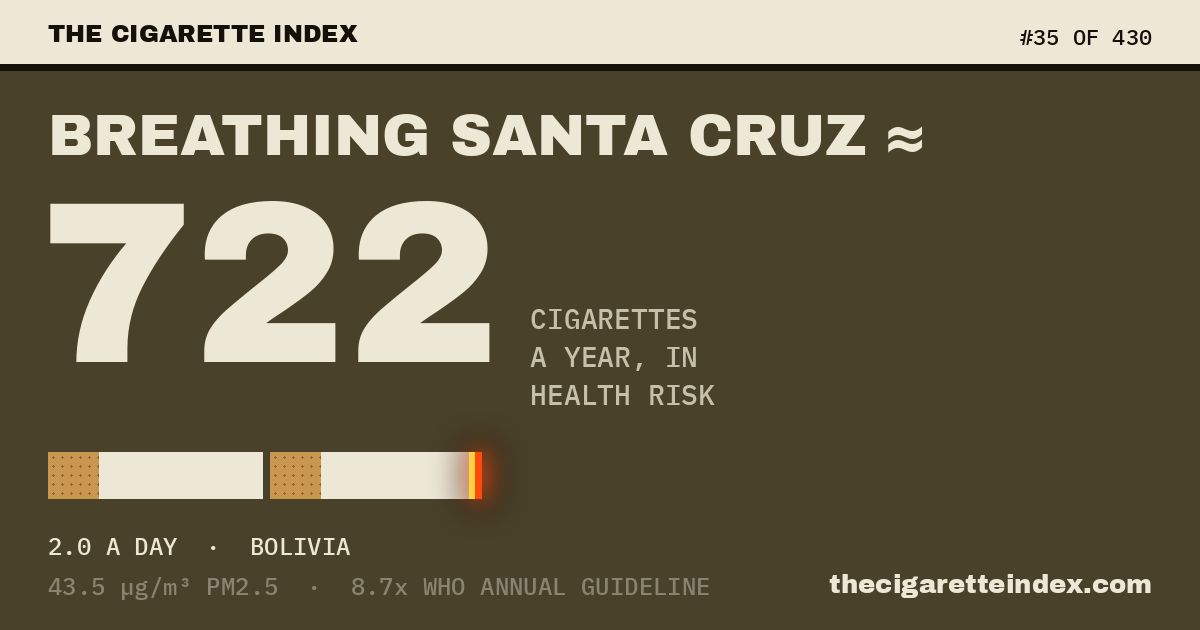 THE CIGARETTE INDEX
#35 OF 430
BREATHING SANTA CRUZ ≈
722
CIGARETTES
A YEAR, IN
HEALTH RISK
2.0 A DAY · BOLIVIA
43.5 µg/m³ PM2.5 · 8.7x WHO ANNUAL GUIDELINE
thecigaretteindex.com